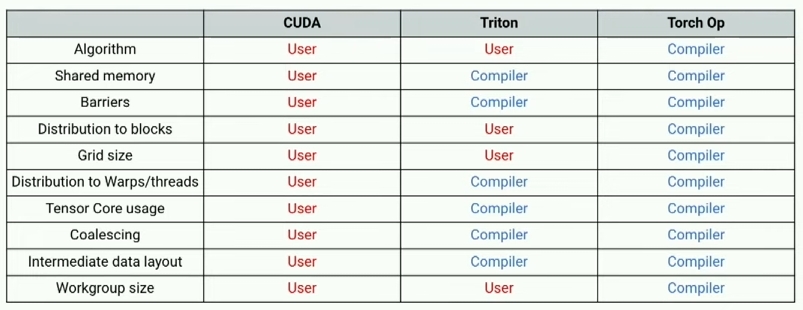 CUDA Triton Torch Op
Algorithm User User Compiler
Shared memory User Compiler Compiler
Barriers User Compiler Compiler
Distribution to blocks User User Compiler
Grid size User User Compiler
Distribution to Warps/threads User Compiler Compiler
Tensor Core usage User Compiler Compiler
Coalescing User Compiler Compiler
Intermediate data layout User Compiler Compiler
Workgroup size User User Compiler